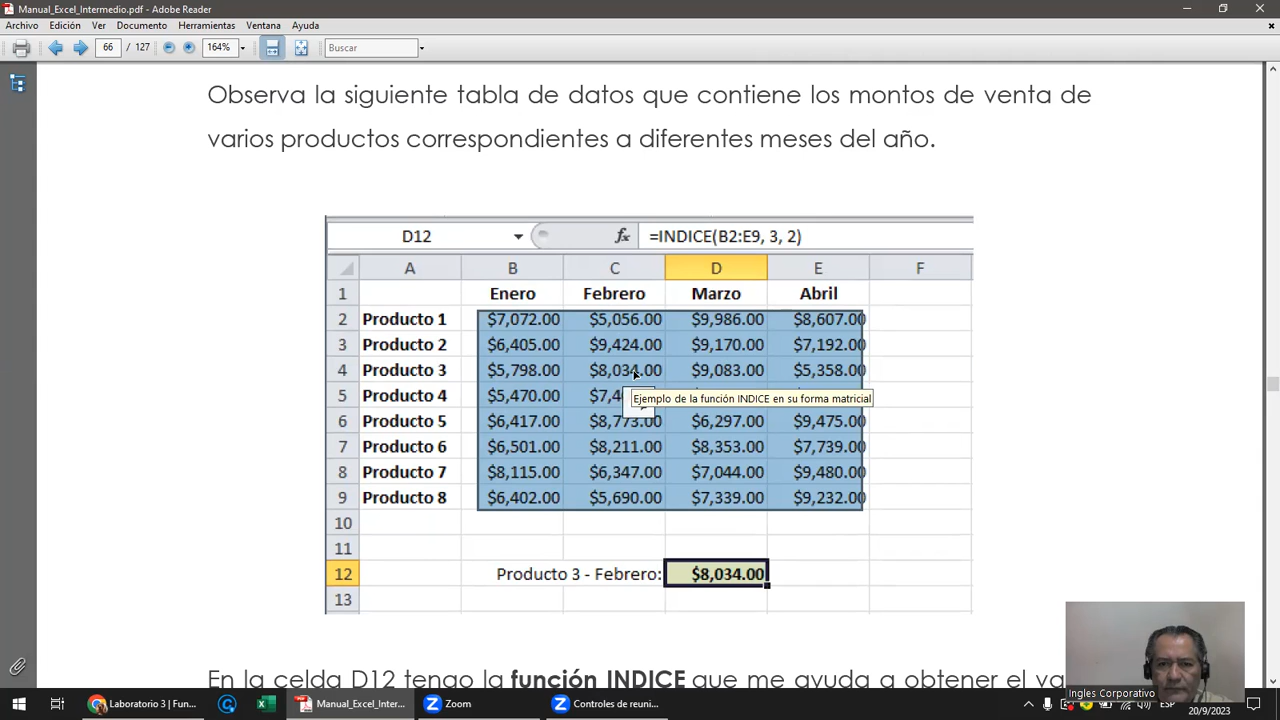 Manual_Excel_Intermedio.pdf - Adobe Reader
Archivo Edición Ver Documento Herramientas Ventana Ayuda
66 / 127 164% Buscar
Observa la siguiente tabla de datos que contiene los montos de venta de
varios productos correspondientes a diferentes meses del año.
D12 fx =INDICE(B2:E9, 3, 2)
A B C D E F
1 Enero Febrero Marzo Abril
2 Producto 1 $7,072.00 $5,056.00 $9,986.00 $8,607.00
3 Producto 2 $6,405.00 $9,424.00 $9,170.00 $7,192.00
4 Producto 3 $5,798.00 $8,034.00 $9,083.00 $5,358.00
5 Producto 4 $5,470.00
Ejemplo de la función INDICE en su forma matricial
6 Producto 5 $6,417.00 $8,773.00 $6,297.00 $9,475.00
7 Producto 6 $6,501.00 $8,211.00 $8,353.00 $7,739.00
8 Producto 7 $8,115.00 $6,347.00 $7,044.00 $9,480.00
9 Producto 8 $6,402.00 $5,690.00 $7,339.00 $9,232.00
10
11
12 Producto 3 - Febrero: $8,034.00
13
En la celda D12 tengo la función INDICE que me ayuda a obtener el va
Ingles Corporativo
Laboratorio 3 | Fun... Manual_Excel_Inter... Zoom Controles de reuni... ESP
20/9/2023